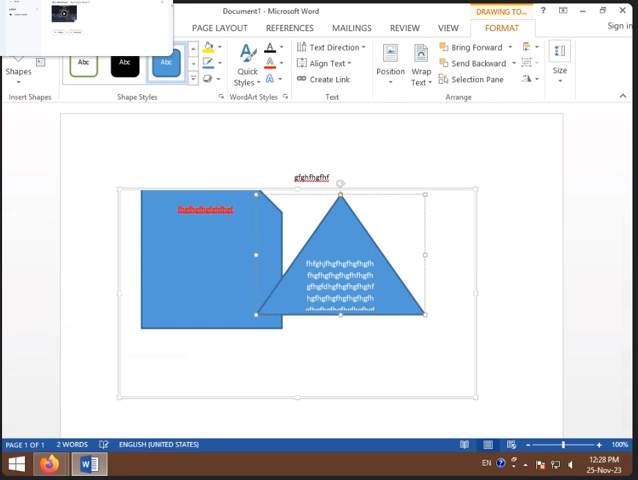 Document1 - Microsoft Word
DRAWING TO...
?
PAGE LAYOUT REFERENCES MAILINGS REVIEW VIEW FORMAT Sign in
Shapes
Abc Abc Abc
Quick Styles
A
A
A
Text Direction
Align Text
Create Link
Position
Wrap Text
Bring Forward
Send Backward
Selection Pane
Size
Insert Shapes Shape Styles WordArt Styles Text Arrange
gfghfhgfhf
fhfghjfhgfhgfhgfhgfh
PAGE 1 OF 1 2 WORDS ENGLISH (UNITED STATES) 100%
EN
12:28 PM
25-Nov-23